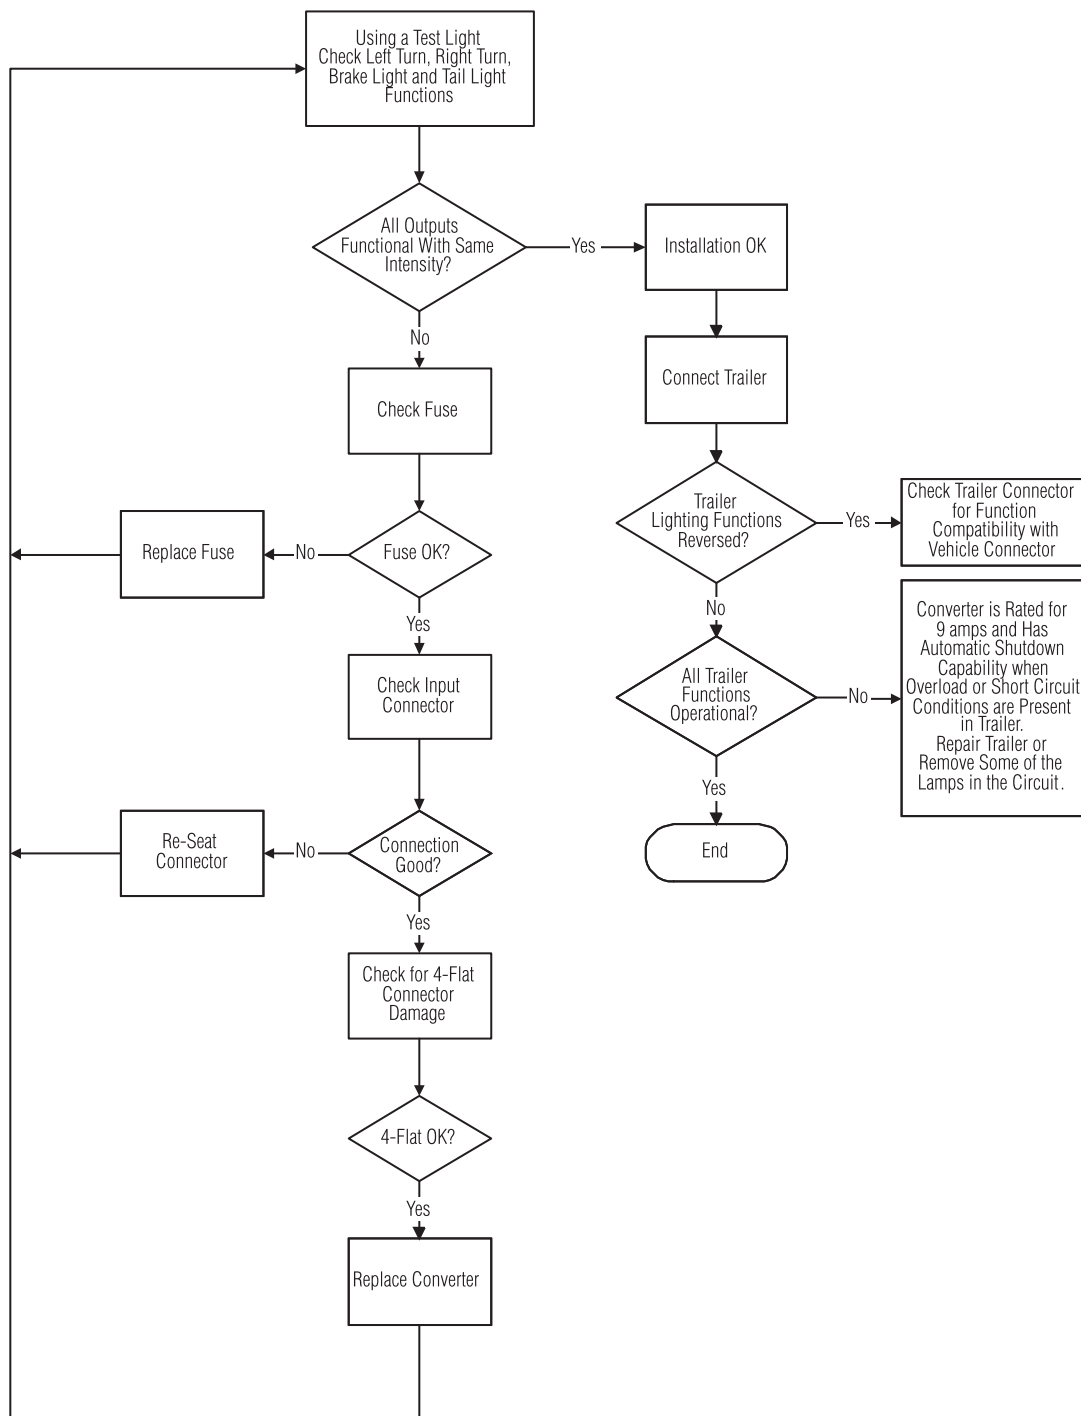 Using a Test Light
Check Left Turn, Right Turn,
Brake Light and Tail Light
Functions
All Outputs
Functional With Same
Intensity?
Yes
Installation OK
No
Connect Trailer
Check Fuse
Trailer
Lighting Functions
Reversed?
Yes
Check Trailer Connector
for Function
Compatibility with
Vehicle Connector
Replace Fuse
No
Fuse OK?
No
Yes
Converter is Rated for
9 amps and Has
Automatic Shutdown
Capability when
Overload or Short Circuit
Conditions are Present
in Trailer.
Repair Trailer or
Remove Some of the
Lamps in the Circuit.
Check Input
Connector
All Trailer
Functions
Operational?
No
Yes
Re-Seat
Connector
No
Connection
Good?
End
Yes
Check for 4-Flat
Connector
Damage
4-Flat OK?
Yes
Replace Converter